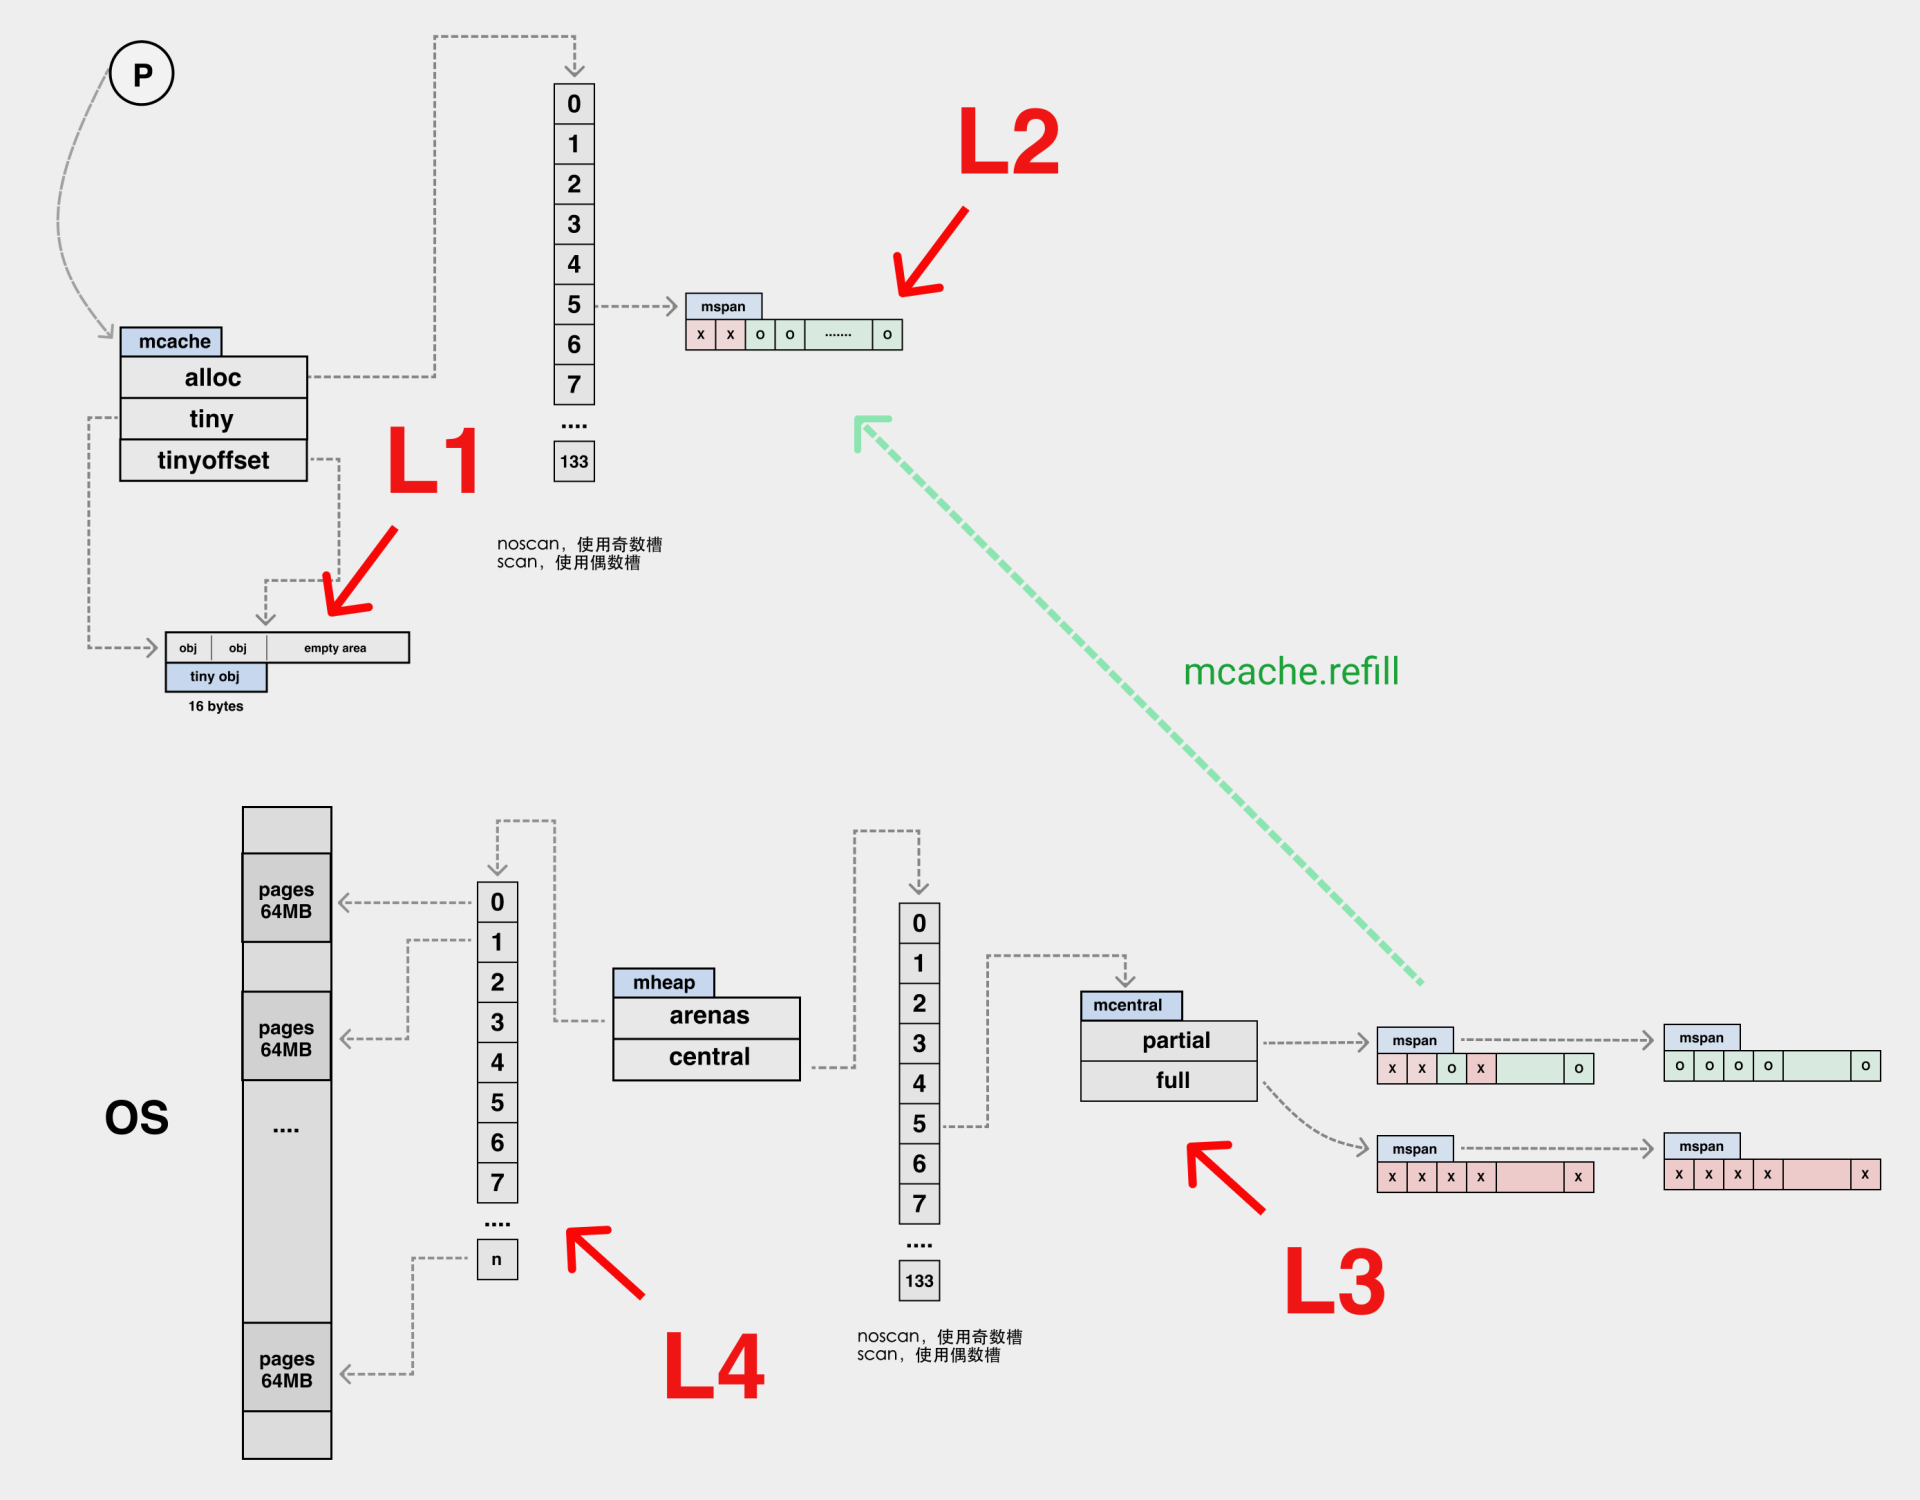 P
mcache
alloc
tiny
tinyoffset
L1
obj
obj
empty area
tiny obj
16 bytes
0
1
2
3
4
5
6
7
....
133
noscan，使用奇数槽
scan，使用偶数槽
mspan
x x o o ....... o
L2
mcache.refill
OS
pages
64MB
pages
64MB
....
pages
64MB
0
1
2
3
4
5
6
7
....
n
L4
mheap
arenas
central
0
1
2
3
4
5
6
7
....
133
noscan，使用奇数槽
scan，使用偶数槽
mcentral
partial
full
L3
mspan
x x o x o
mspan
o o o o o
mspan
x x x x x
mspan
x x x x x